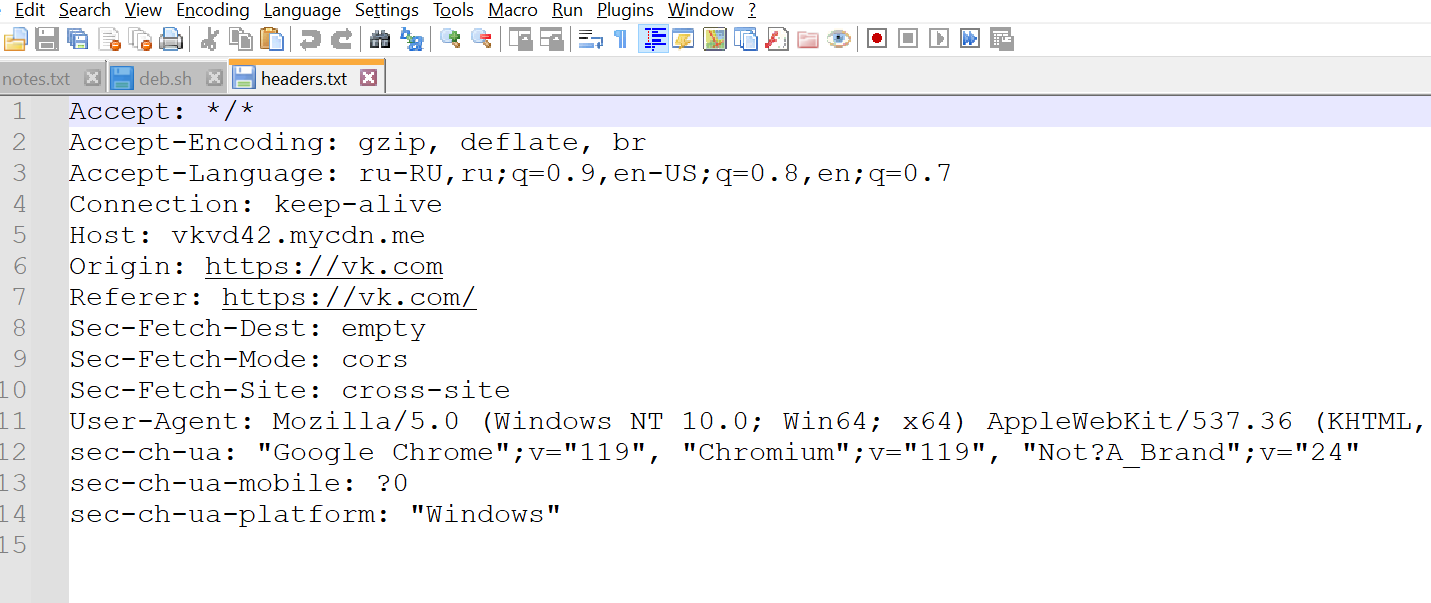 Edit Search View Encoding Language Settings Tools Macro Run Plugins Window ?
notes.txt deb.sh headers.txt
1 Accept: */*
2 Accept-Encoding: gzip, deflate, br
3 Accept-Language: ru-RU,ru;q=0.9,en-US;q=0.8,en;q=0.7
4 Connection: keep-alive
5 Host: vkvd42.mycdn.me
6 Origin: https://vk.com
7 Referer: https://vk.com/
8 Sec-Fetch-Dest: empty
9 Sec-Fetch-Mode: cors
10 Sec-Fetch-Site: cross-site
11 User-Agent: Mozilla/5.0 (Windows NT 10.0; Win64; x64) AppleWebKit/537.36 (KHTML,
12 sec-ch-ua: "Google Chrome";v="119", "Chromium";v="119", "Not?A_Brand";v="24"
13 sec-ch-ua-mobile: ?0
14 sec-ch-ua-platform: "Windows"
15